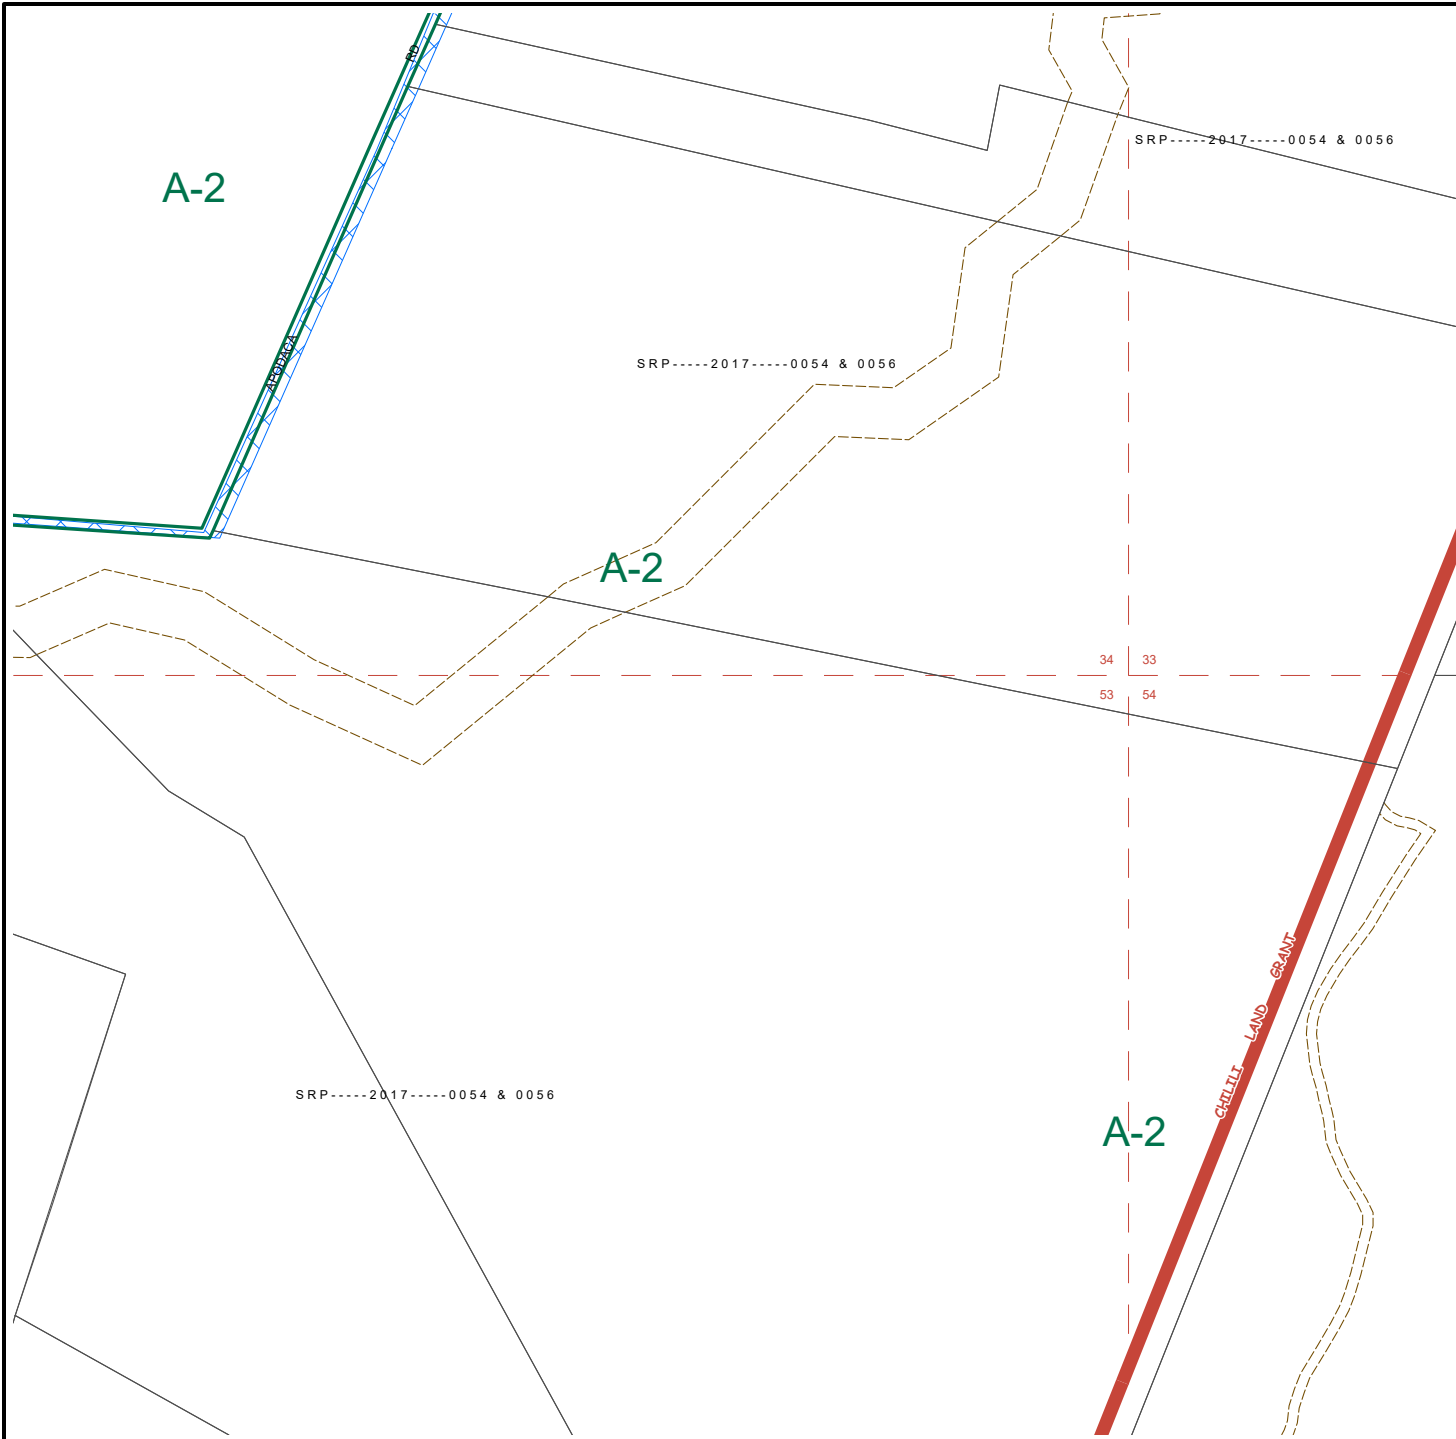 RD
SRP-----2017-----0054 & 0056
A-2
APODACA
SRP-----2017-----0054 & 0056
A-2
34 33
53 54
CHILILI LAND GRANT
SRP-----2017-----0054 & 0056
A-2